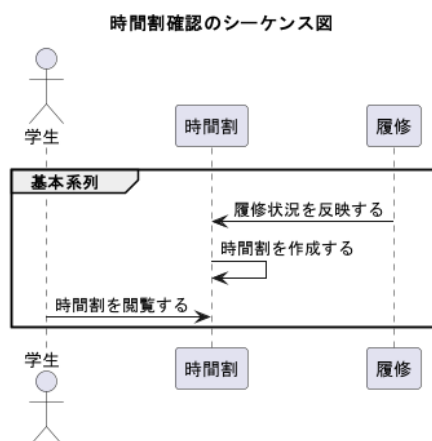 時間割確認のシーケンス図
学生
時間割
履修
基本系列
履修状況を反映する
時間割を作成する
時間割を閲覧する
学生
時間割
履修